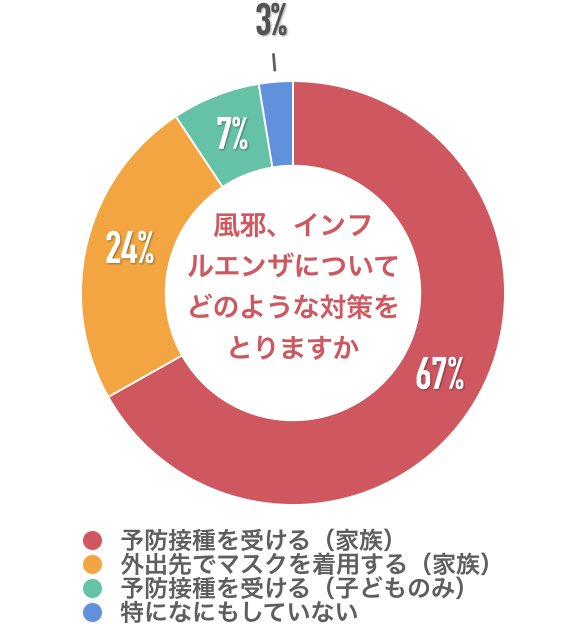 3%
7%
24%
67%
風邪、インフ
ルエンザについて
どのような対策を
とりますか
予防接種を受ける（家族）
外出先でマスクを着用する（家族）
予防接種を受ける（子どものみ）
特になにもしていない